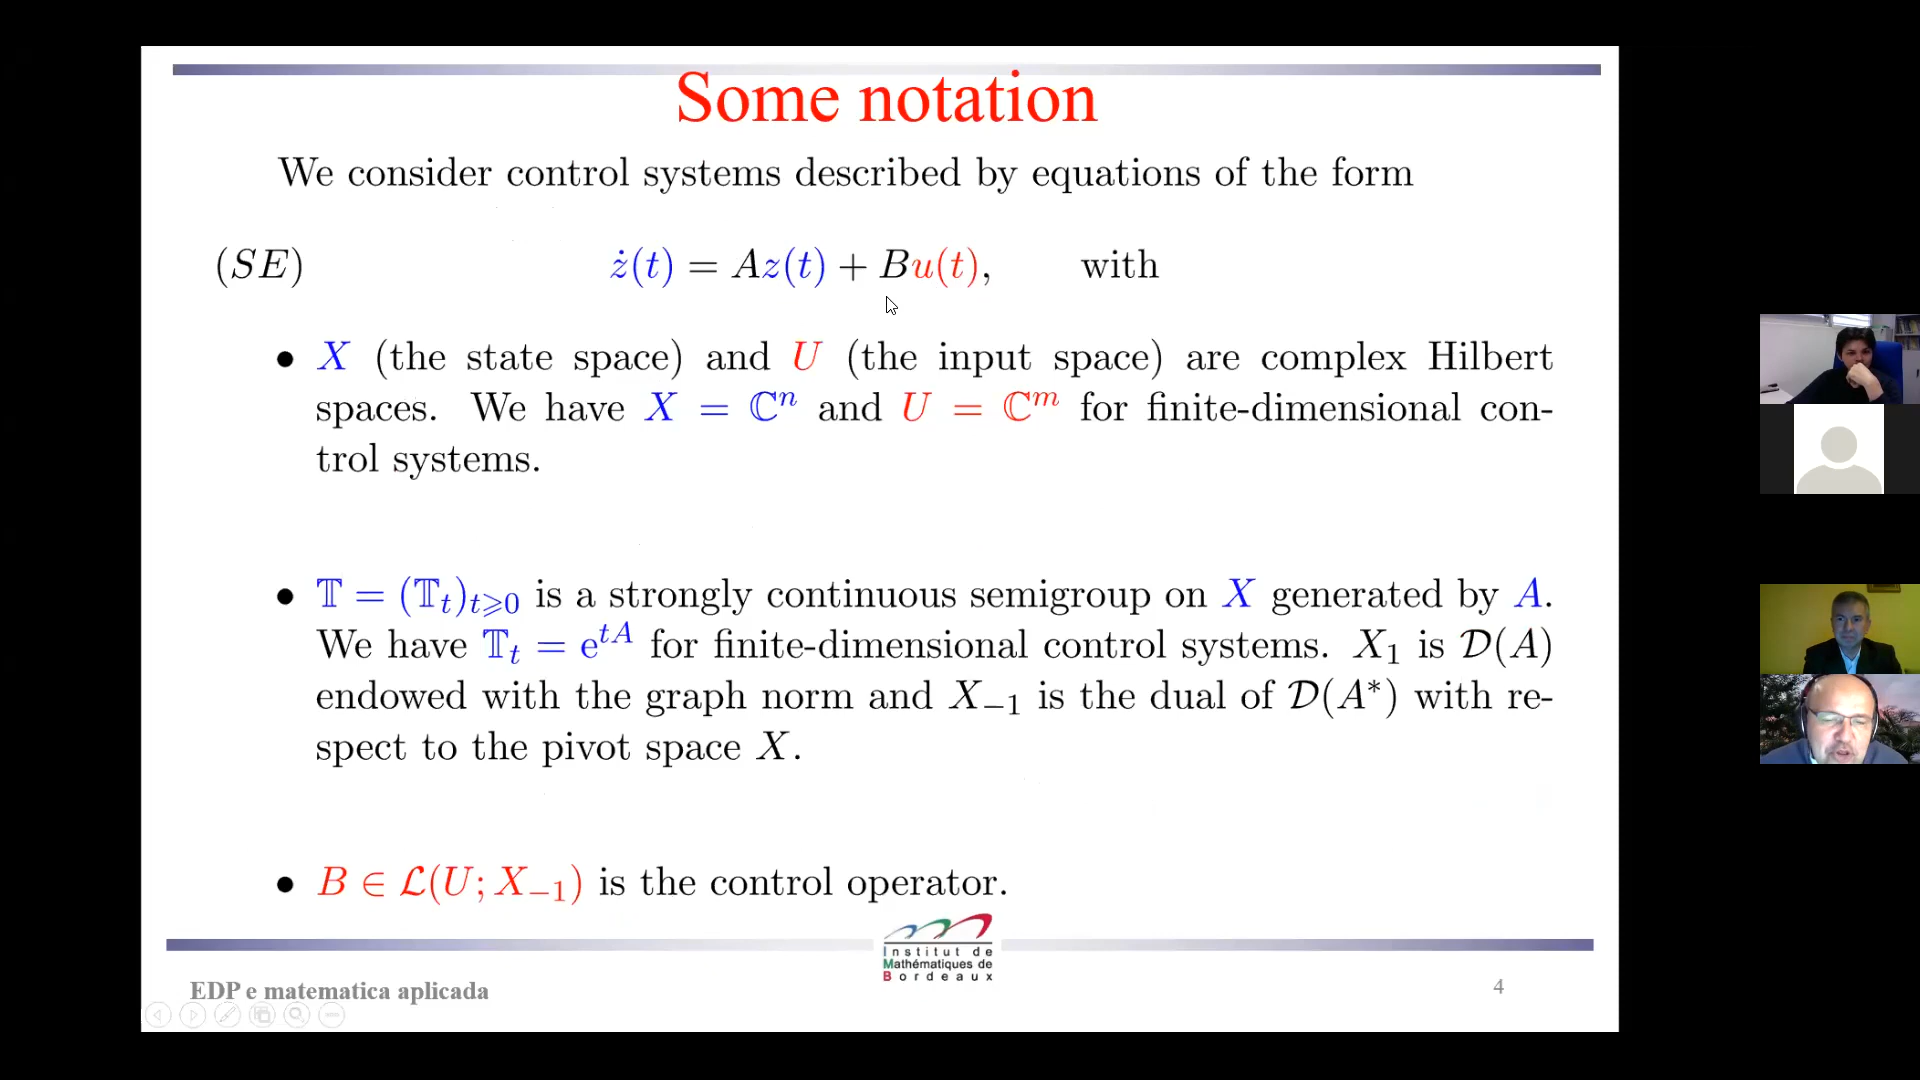 Some notation
We consider control systems described by equations of the form
(SE) ż(t) = Az(t) + Bu(t), with
• X (the state space) and U (the input space) are complex Hilbert
spaces. We have X = ℂⁿ and U = ℂᵐ for finite-dimensional con-
trol systems.
• 𝕋 = (𝕋ₜ)ₜ⩾₀ is a strongly continuous semigroup on X generated by A.
We have 𝕋ₜ = eᵗᴬ for finite-dimensional control systems. X₁ is 𝒟(A)
endowed with the graph norm and X₋₁ is the dual of 𝒟(A*) with re-
spect to the pivot space X.
• B ∈ ℒ(U; X₋₁) is the control operator.
Institut de
Mathématiques de
Bordeaux
EDP e matematica aplicada
4